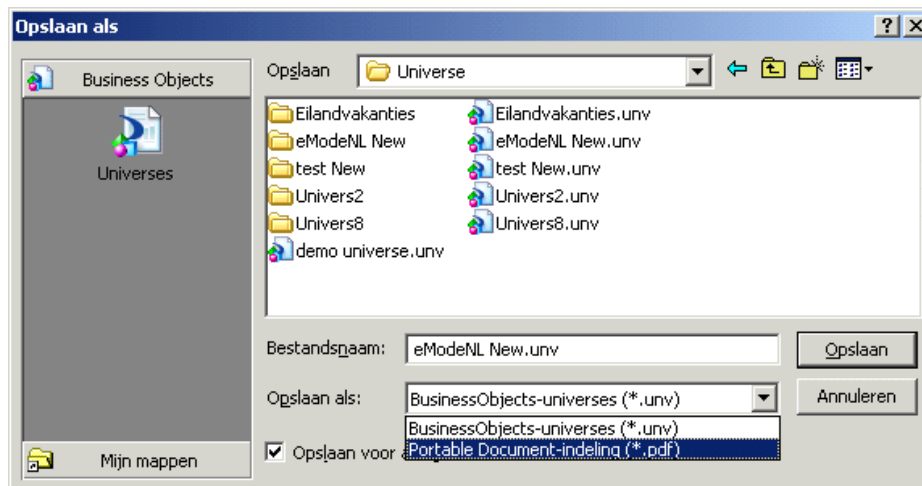 Opslaan als
Business Objects
Universes
Mijn mappen
Opslaan
Universe
Eilandvakanties
eModeNL New
test New
Univers2
Univers8
demo universe.unv
Eilandvakanties.unv
eModeNL New.unv
test New.unv
Univers2.unv
Univers8.unv
Bestandsnaam:
eModeNL New.unv
Opslaan
Opslaan als:
BusinessObjects-universes (*.unv)
Annuleren
BusinessObjects-universes (*.unv)
Portable Document-indeling (*.pdf)
Opslaan voor